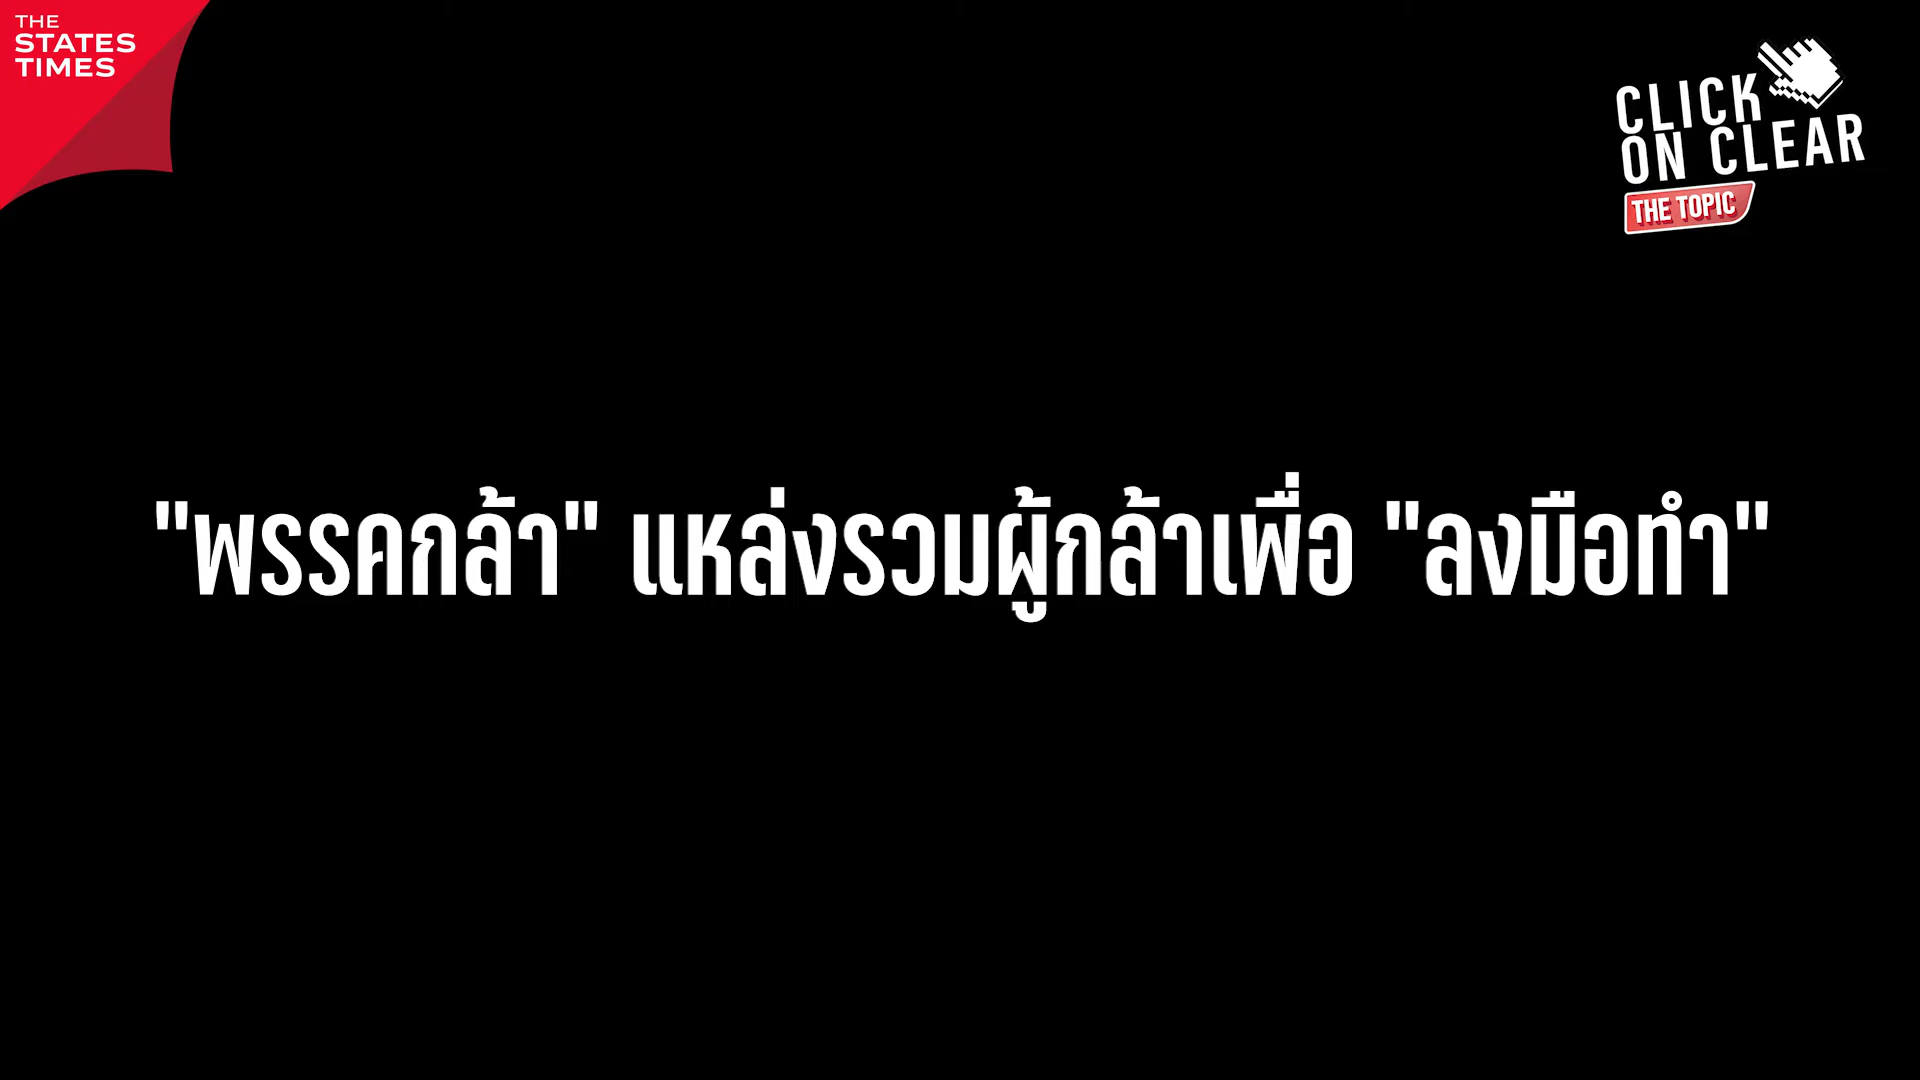 THE
STATES
TIMES
CLICK
ON CLEAR
THE TOPIC
"พรรคกล้า" แหล่งรวมผู้กล้าเพื่อ "ลงมือทำ"